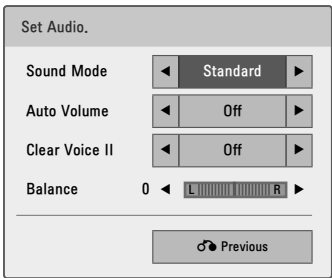 Set Audio.
Sound Mode ◄ Standard ►
Auto Volume ◄ Off ►
Clear Voice II ◄ Off ►
Balance 0 ◄ L R ►
Previous